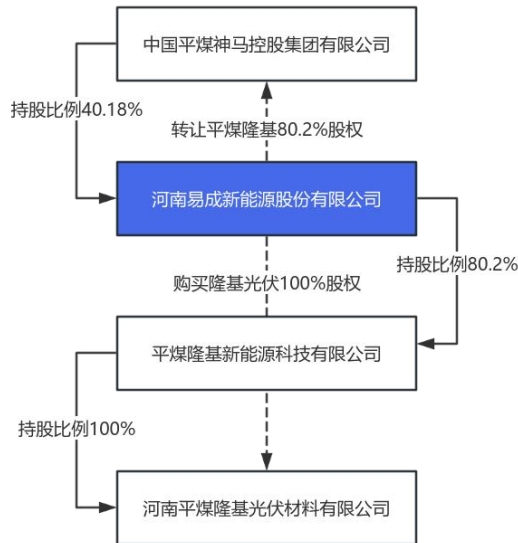 中国平煤神马控股集团有限公司
持股比例40.18%
转让平煤隆基80.2%股权
河南易成新能源股份有限公司
持股比例80.2%
购买隆基光伏100%股权
平煤隆基新能源科技有限公司
持股比例100%
河南平煤隆基光伏材料有限公司